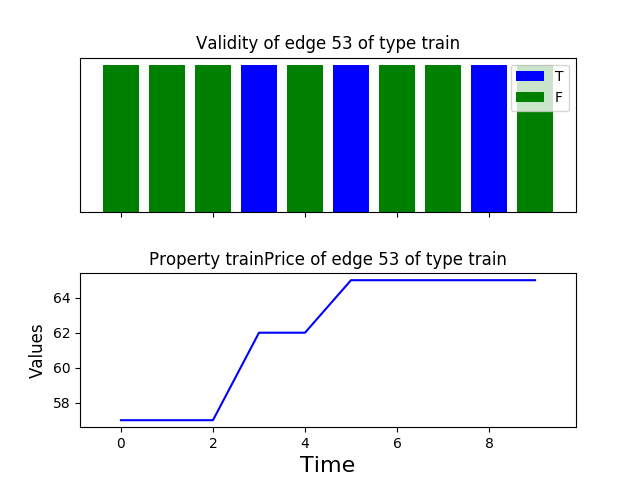 Validity of edge 53 of type train
T
F
Property trainPrice of edge 53 of type train
64
62
60
58
Values
0 2 4 6 8
Time